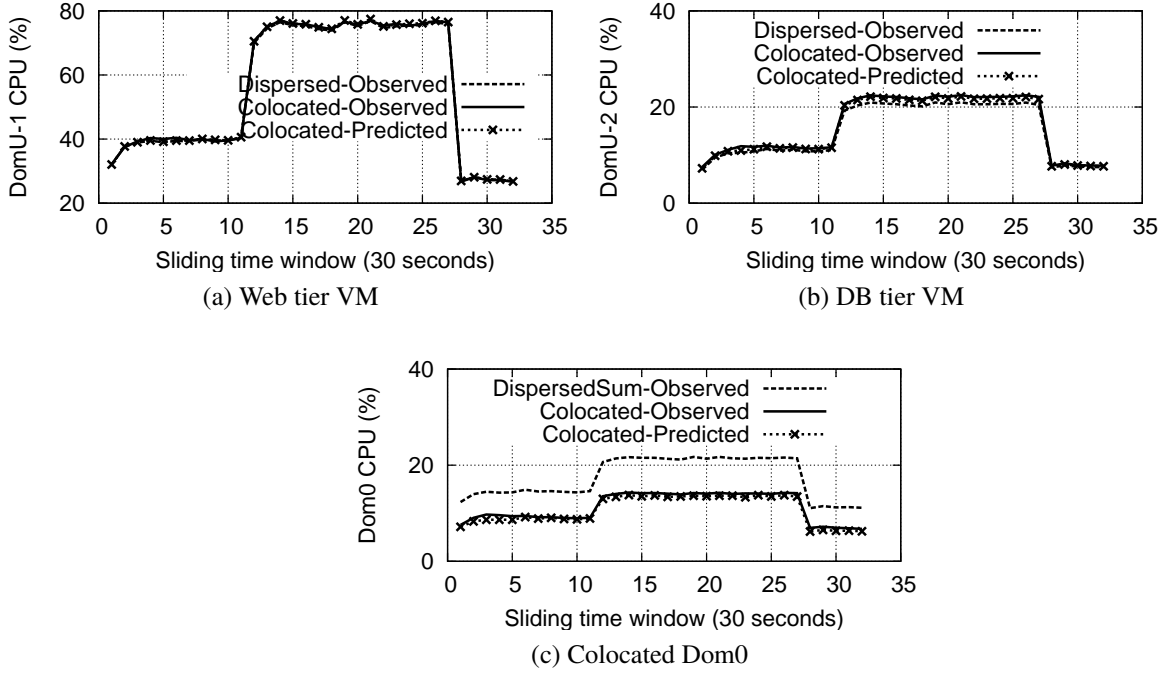 DomU-1 CPU (%)
80
60
40
20
Dispersed-Observed
Colocated-Observed
Colocated-Predicted
0 5 10 15 20 25 30 35
Sliding time window (30 seconds)
(a) Web tier VM
DomU-2 CPU (%)
40
20
0
Dispersed-Observed
Colocated-Observed
Colocated-Predicted
0 5 10 15 20 25 30 35
Sliding time window (30 seconds)
(b) DB tier VM
Dom0 CPU (%)
40
20
0
DispersedSum-Observed
Colocated-Observed
Colocated-Predicted
0 5 10 15 20 25 30 35
Sliding time window (30 seconds)
(c) Colocated Dom0